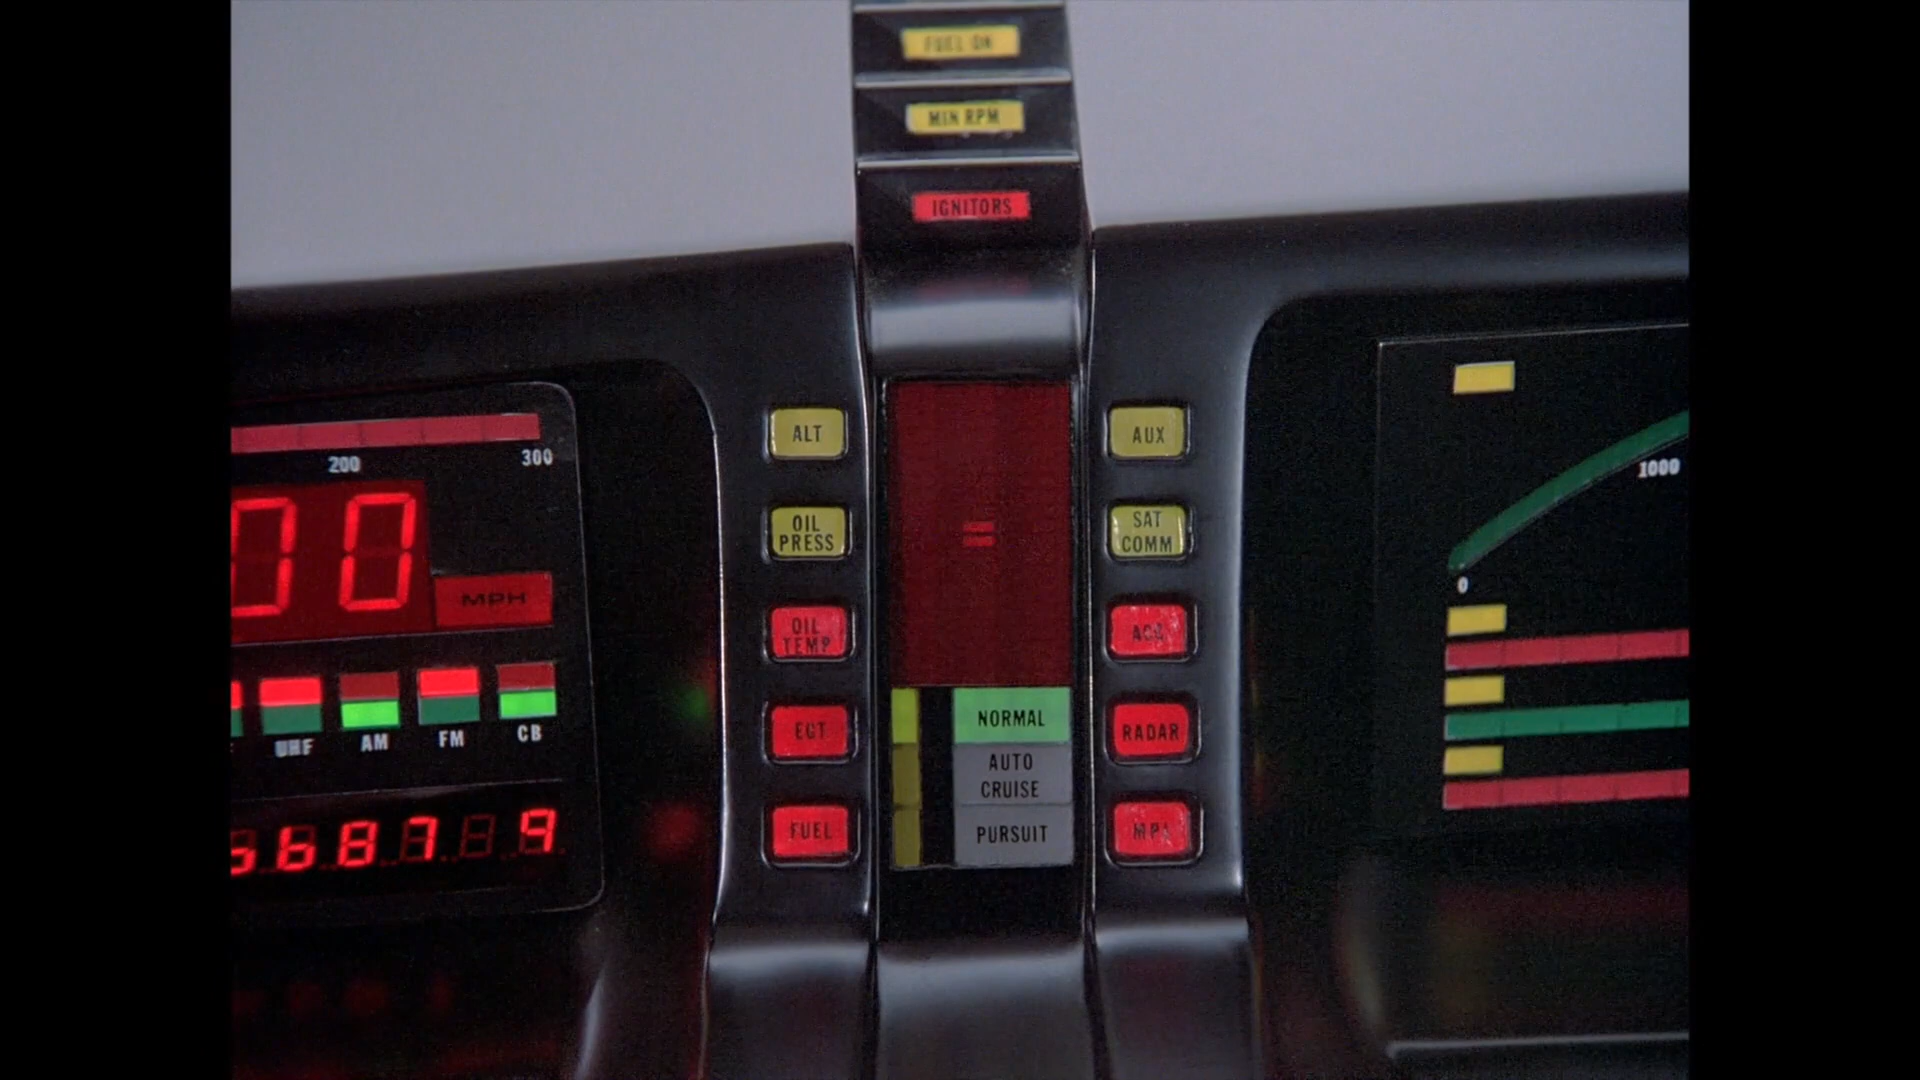 FUEL ON
MIN RPM
IGNITORS
200
300
00
MPH
UHF
AM
FM
CB
6879
ALT
OIL
PRESS
OIL
TEMP
EGT
FUEL
=
NORMAL
AUTO
CRUISE
PURSUIT
AUX
SAT
COMM
RADAR
1000
0